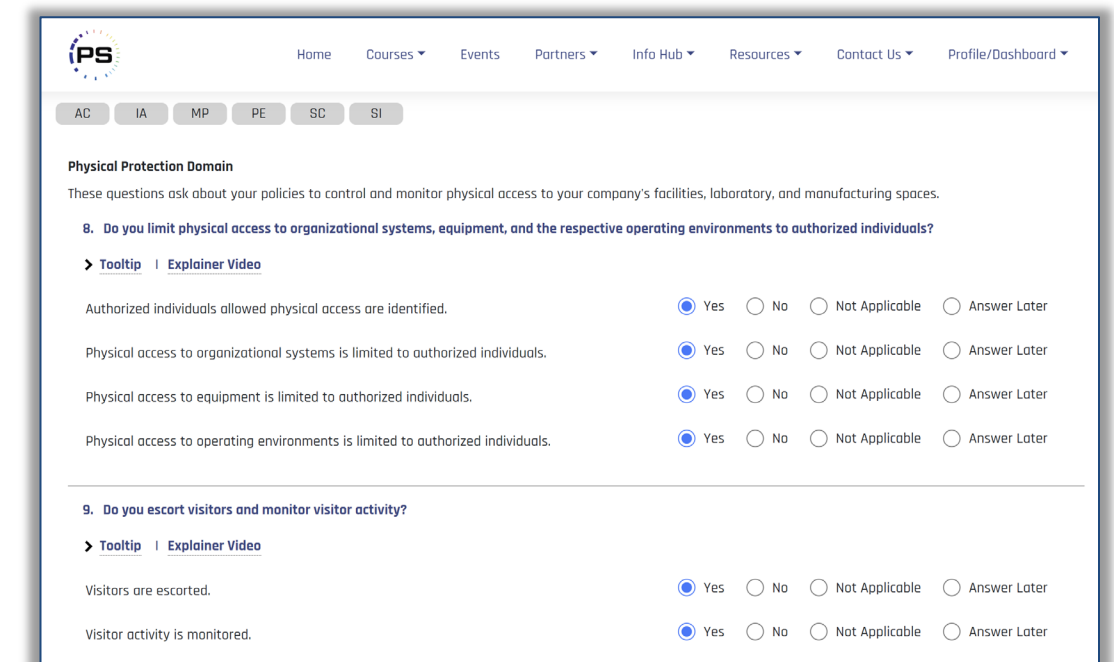 PS
Home Courses Events Partners Info Hub Resources Contact Us Profile/Dashboard
AC IA MP PE SC SI
Physical Protection Domain
These questions ask about your policies to control and monitor physical access to your company's facilities, laboratory, and manufacturing spaces.
8. Do you limit physical access to organizational systems, equipment, and the respective operating environments to authorized individuals?
Tooltip | Explainer Video
Authorized individuals allowed physical access are identified. Yes No Not Applicable Answer Later
Physical access to organizational systems is limited to authorized individuals. Yes No Not Applicable Answer Later
Physical access to equipment is limited to authorized individuals. Yes No Not Applicable Answer Later
Physical access to operating environments is limited to authorized individuals. Yes No Not Applicable Answer Later
9. Do you escort visitors and monitor visitor activity?
Tooltip | Explainer Video
Visitors are escorted. Yes No Not Applicable Answer Later
Visitor activity is monitored. Yes No Not Applicable Answer Later